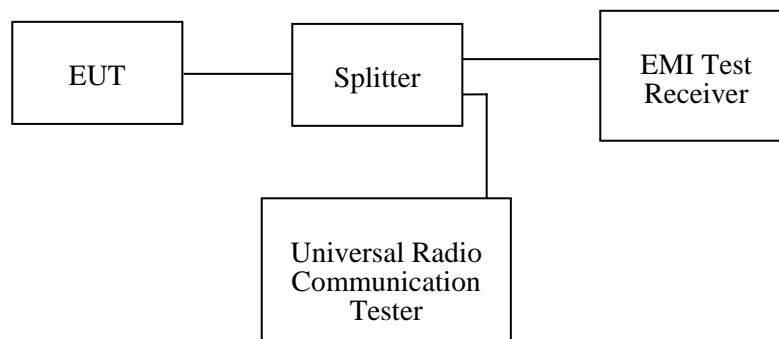 EUT
Splitter
EMI Test
Receiver
Universal Radio
Communication
Tester